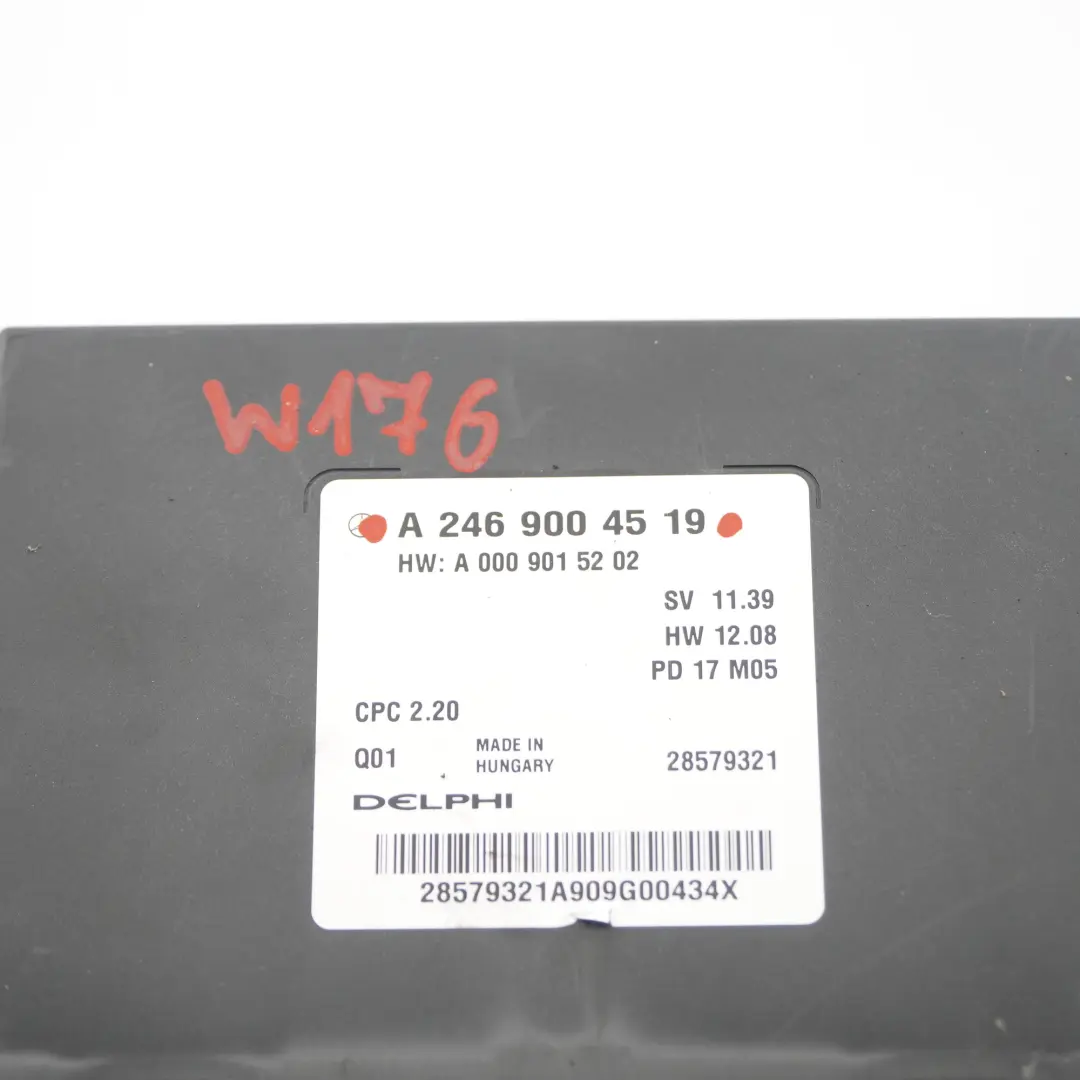 W176
A 246 900 45 19
HW: A 000 901 52 02
SV 11.39
HW 12.08
PD 17 M05
CPC 2.20
Q01
MADE IN
HUNGARY
28579321
DELPHI
28579321A909G00434X